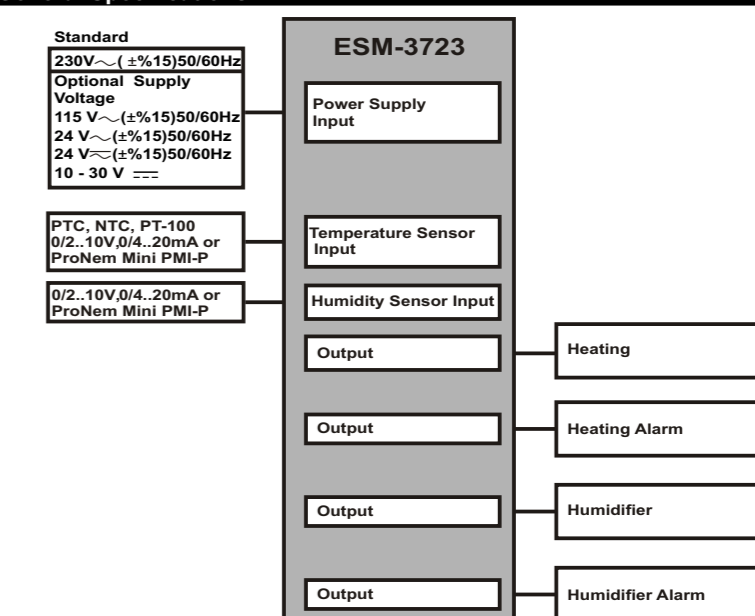 Standard
230V~( ±%15)50/60Hz
Optional Supply
Voltage
115 V~(±%15)50/60Hz
24 V~(±%15)50/60Hz
24 V⏦(±%15)50/60Hz
10 - 30 V ⎓
PTC, NTC, PT-100
0/2..10V,0/4..20mA or
ProNem Mini PMI-P
0/2..10V,0/4..20mA or
ProNem Mini PMI-P
ESM-3723
Power Supply
Input
Temperature Sensor
Input
Humidity Sensor Input
Output
Output
Output
Output
Heating
Heating Alarm
Humidifier
Humidifier Alarm